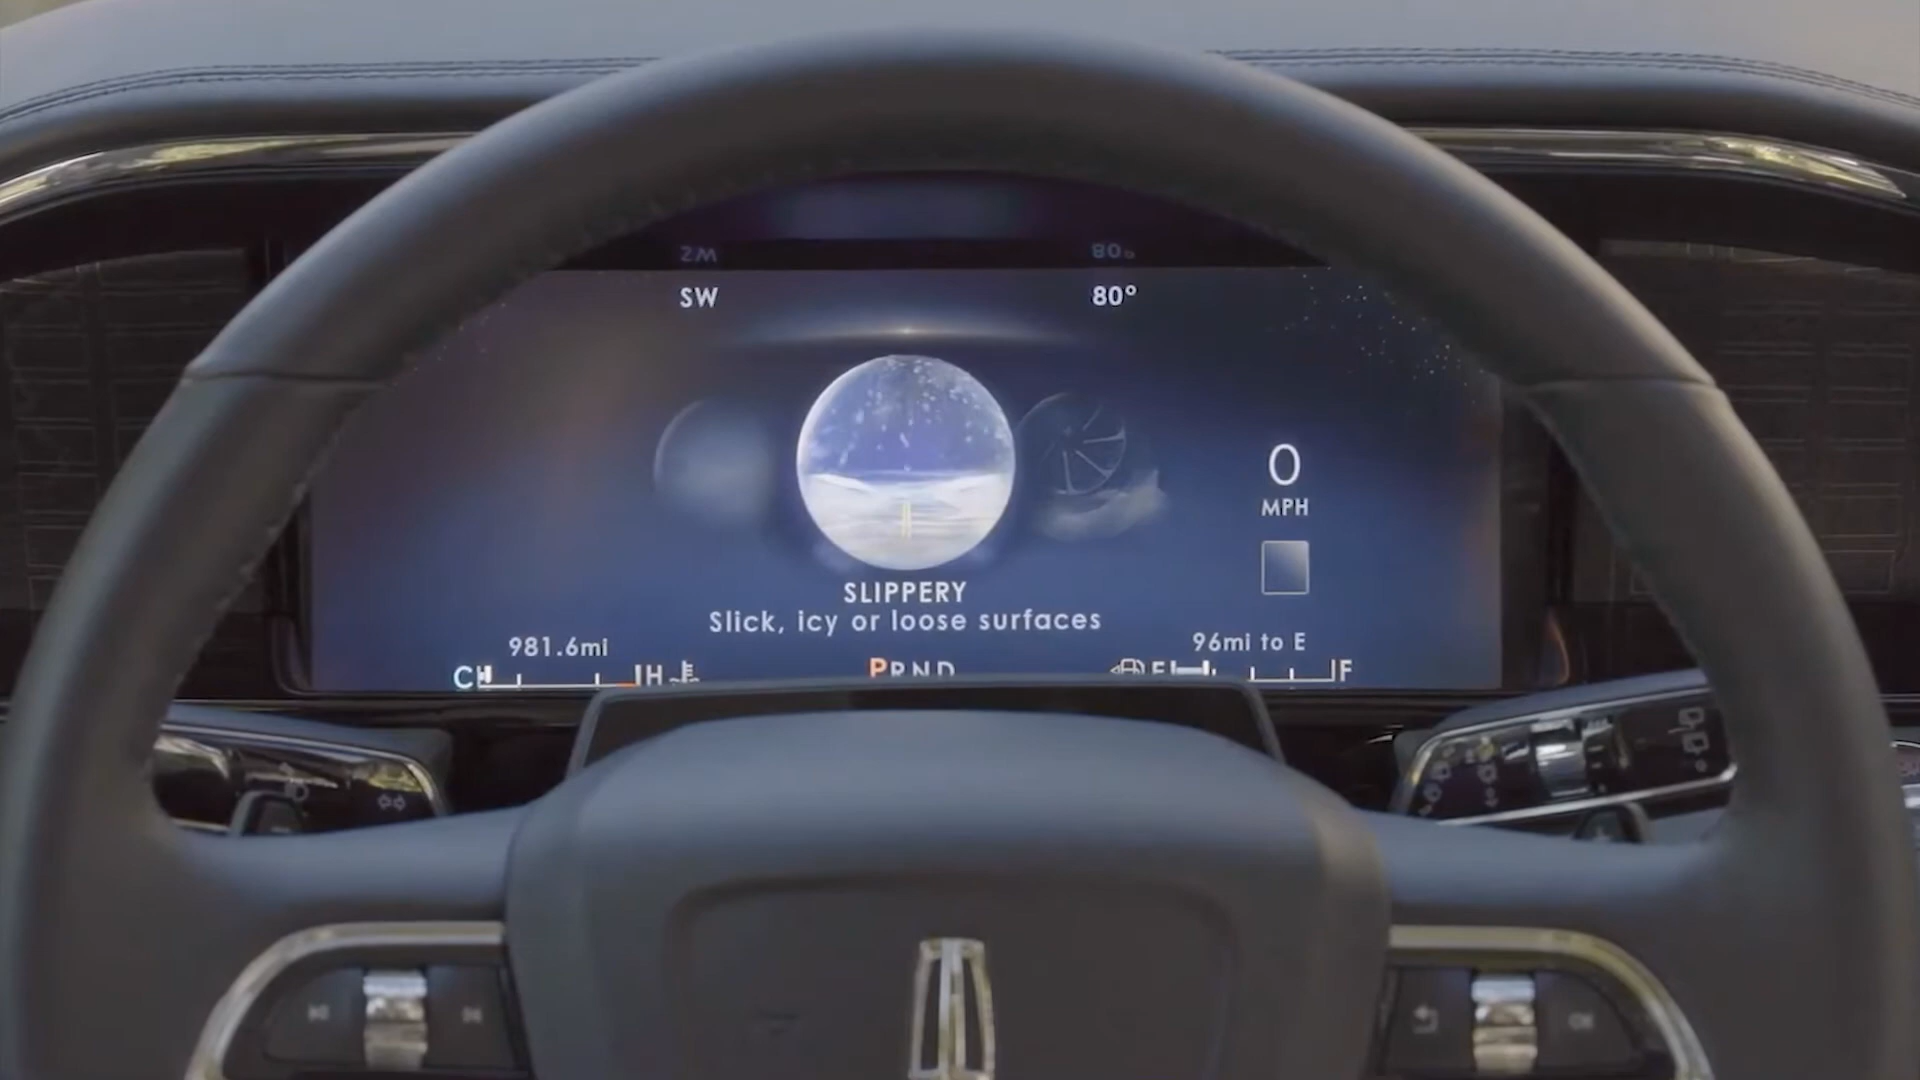 SW
80°
0
MPH
SLIPPERY
Slick, icy or loose surfaces
981.6mi
96mi to E
C
H
PRND
E
F